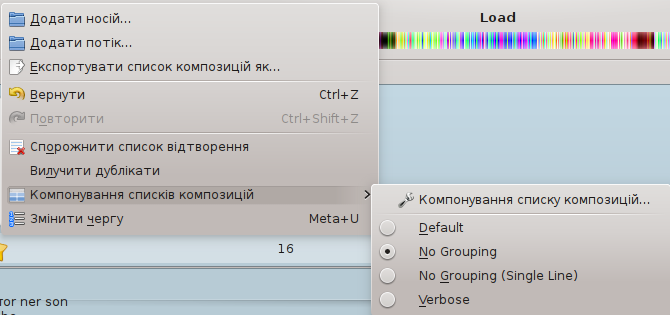 Load
Додати носій...
Додати потік...
Експортувати список композицій як...
Вернути Ctrl+Z
Повторити Ctrl+Shift+Z
Спорожнити список відтворення
Вилучити дублікати
Компонування списків композицій
Змінити чергу Meta+U
Компонування списку композицій...
Default
No Grouping
No Grouping (Single Line)
Verbose
16
for her son